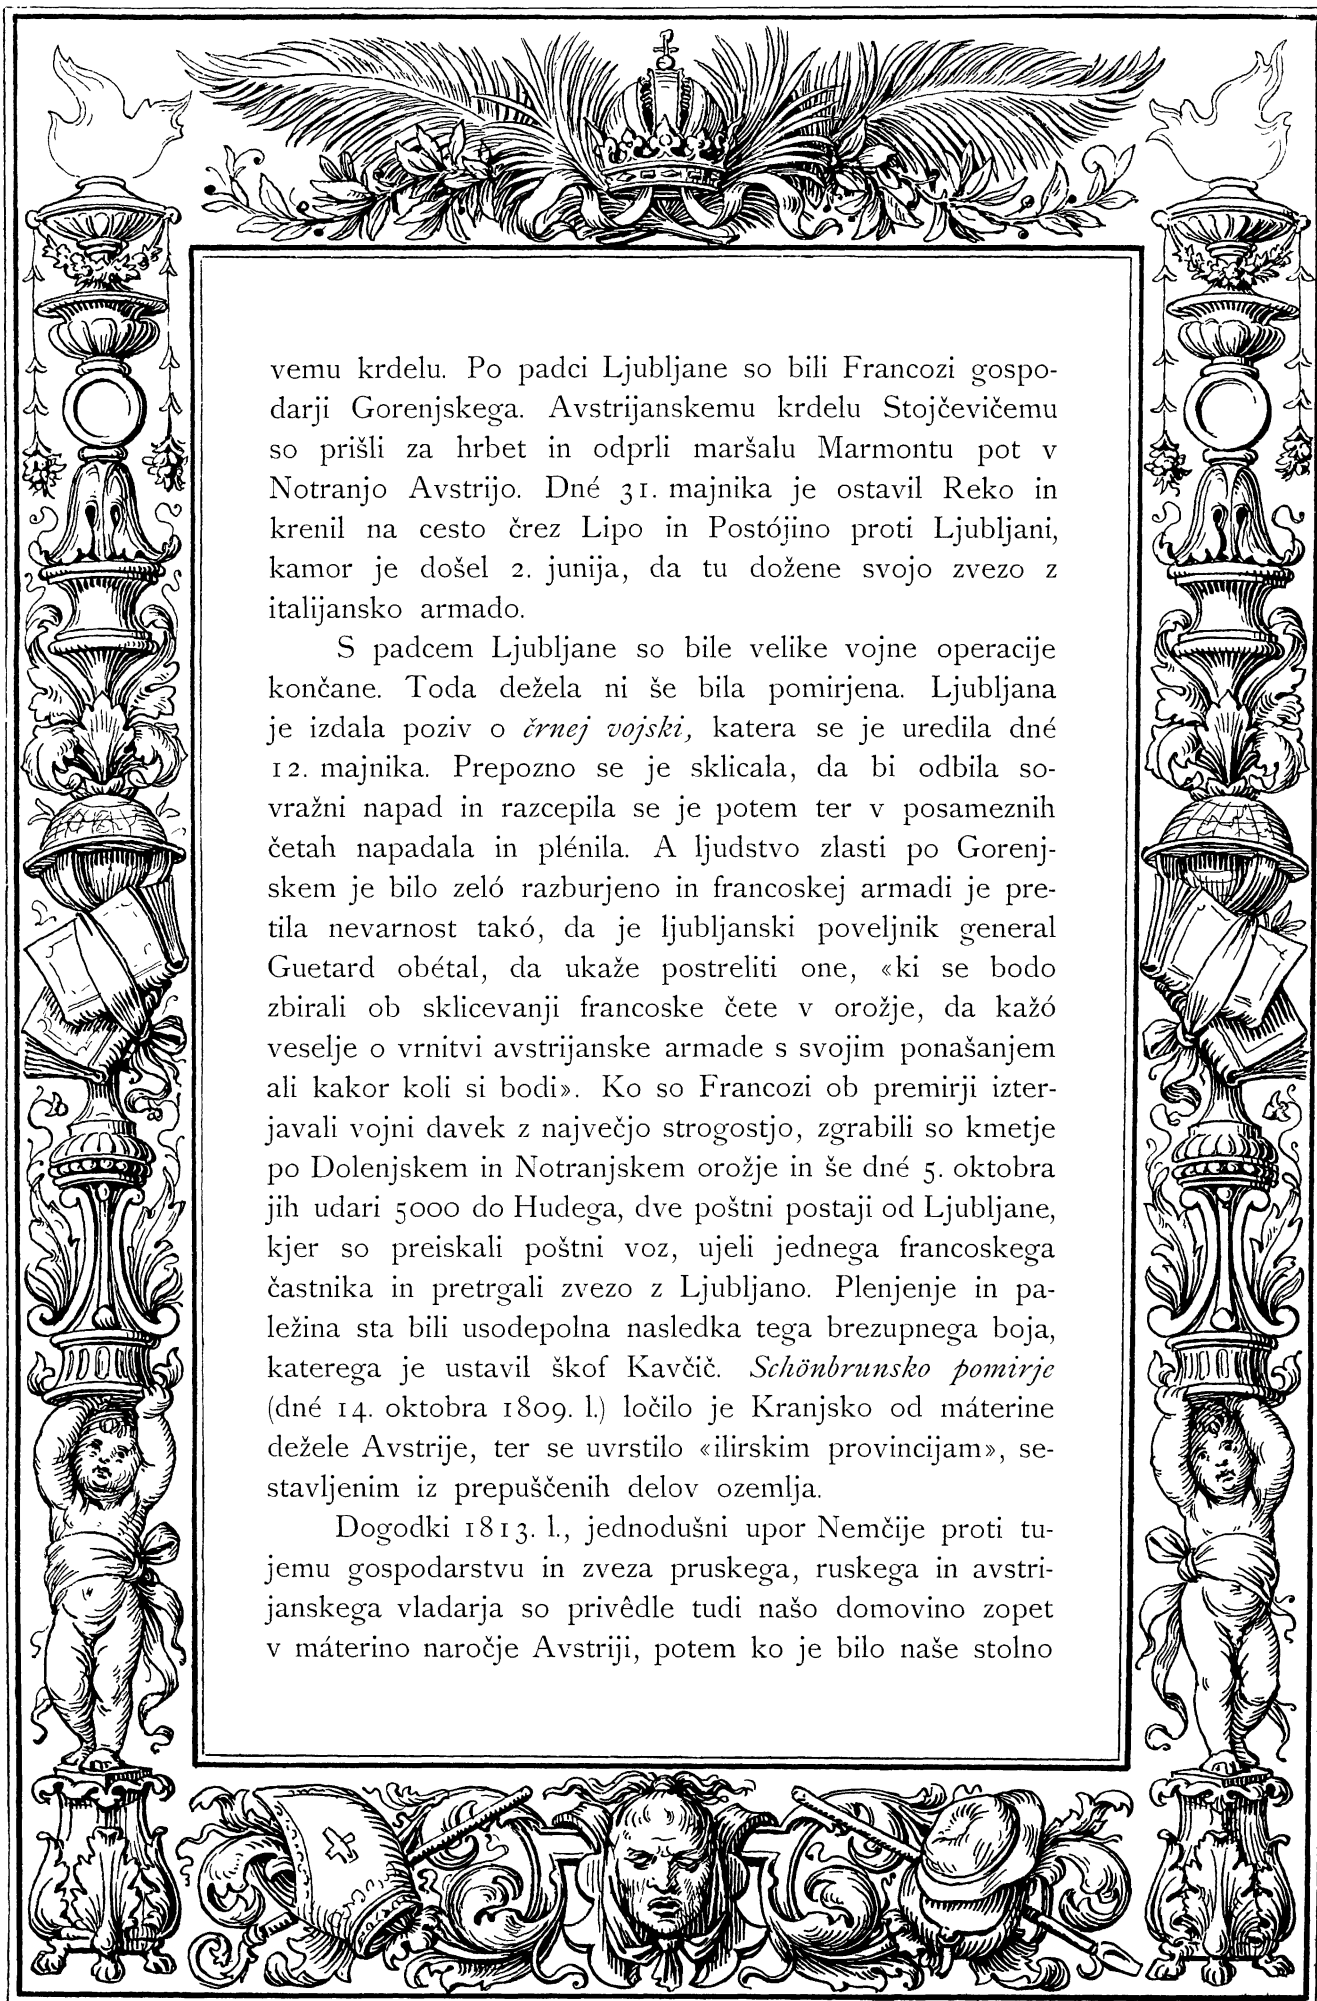 vemu krdelu. Po padci Ljubljane so bili Francozi gospo-
darji Gorenjskega. Avstrijanskemu krdelu Stojčevičemu
so prišli za hrbet in odprli maršalu Marmontu pot v
Notranjo Avstrijo. Dné 31. majnika je ostavil Reko in
krenil na cesto črez Lipo in Postójino proti Ljubljani,
kamor je došel 2. junija, da tu dožene svojo zvezo z
italijansko armado.
S padcem Ljubljane so bile velike vojne operacije
končane. Toda dežela ni še bila pomirjena. Ljubljana
je izdala poziv o črnej vojski, katera se je uredila dné
12. majnika. Prepozno se je sklicala, da bi odbila so-
vražni napad in razcepila se je potem ter v posameznih
četah napadala in plénila. A ljudstvo zlasti po Gorenj-
skem je bilo zeló razburjeno in francoskej armadi je pre-
tila nevarnost takó, da je ljubljanski poveljnik general
Guetard obétal, da ukaže postreliti one, «ki se bodo
zbirali ob sklicevanji francoske čete v orožje, da kažó
veselje o vrnitvi avstrijanske armade s svojim ponašanjem
ali kakor koli si bodi». Ko so Francozi ob premirji izter-
javali vojni davek z največjo strogostjo, zgrabili so kmetje
po Dolenjskem in Notranjskem orožje in še dné 5. oktobra
jih udari 5000 do Hudega, dve poštni postaji od Ljubljane,
kjer so preiskali poštni voz, ujeli jednega francoskega
častnika in pretrgali zvezo z Ljubljano. Plenjenje in pa-
ležina sta bili usodepolna nasledka tega brezupnega boja,
katerega je ustavil škof Kavčič. Schönbrunsko pomirje
(dné 14. oktobra 1809. l.) ločilo je Kranjsko od máterine
dežele Avstrije, ter se uvrstilo «ilirskim provincijam», se-
stavljenim iz prepuščenih delov ozemlja.
Dogodki 1813. l., jednodušni upor Nemčije proti tu-
jemu gospodarstvu in zveza pruskega, ruskega in avstri-
janskega vladarja so privêdle tudi našo domovino zopet
v máterino naročje Avstriji, potem ko je bilo naše stolno